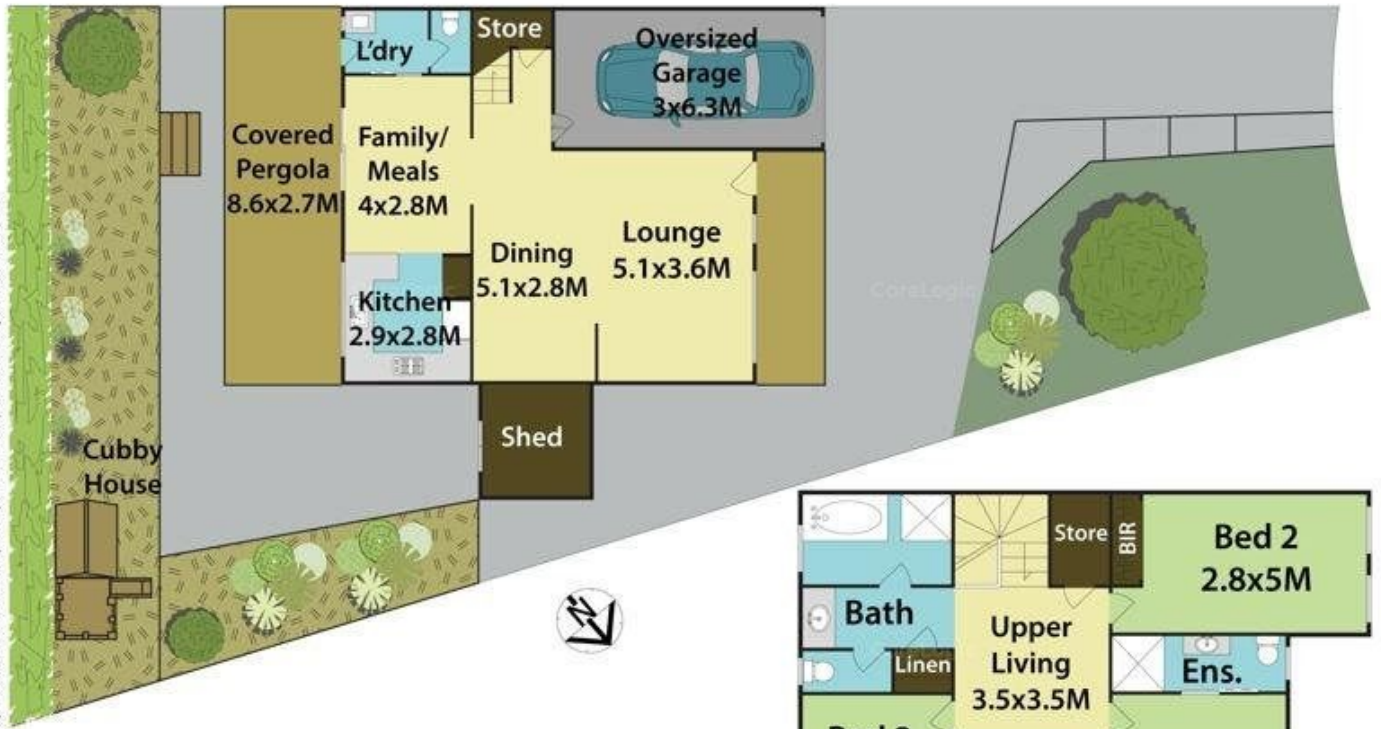 L'dry
Store
Oversized
Garage
3x6.3M
Covered
Pergola
8.6x2.7M
Family/
Meals
4x2.8M
Dining
5.1x2.8M
Lounge
5.1x3.6M
Kitchen
2.9x2.8M
CoreLogic
Shed
Cubby
House
N
Store
BIR
Bed 2
2.8x5M
Bath
Upper
Living
3.5x3.5M
Linen
Ens.